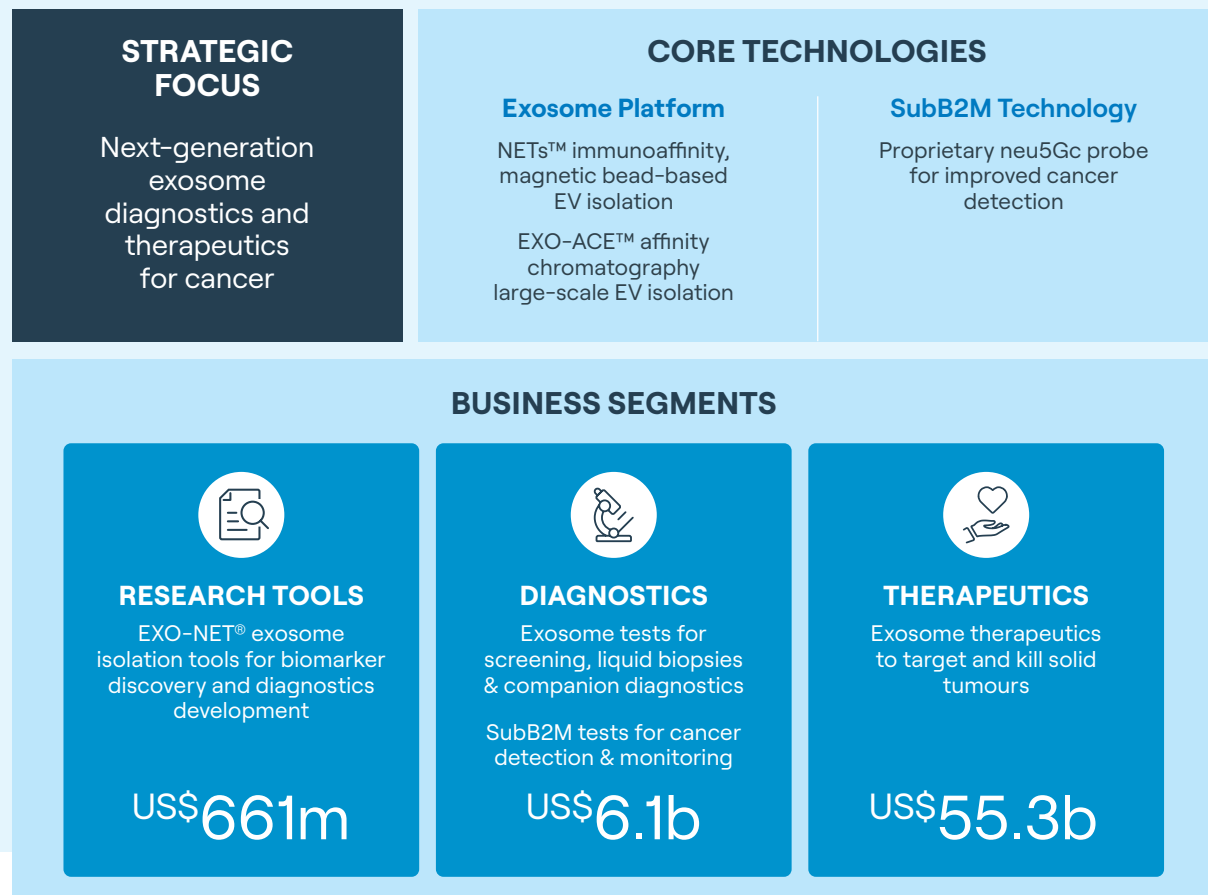 STRATEGIC
FOCUS
Next-generation
exosome
diagnostics and
therapeutics
for cancer
CORE TECHNOLOGIES
Exosome Platform
NETs™ immunoaffinity,
magnetic bead-based
EV isolation
EXO-ACE™ affinity
chromatography
large-scale EV isolation
SubB2M Technology
Proprietary neu5Gc probe
for improved cancer
detection
BUSINESS SEGMENTS
RESEARCH TOOLS
EXO-NET® exosome
isolation tools for biomarker
discovery and diagnostics
development
US$661m
DIAGNOSTICS
Exosome tests for
screening, liquid biopsies
& companion diagnostics
SubB2M tests for cancer
detection & monitoring
US$6.1b
THERAPEUTICS
Exosome therapeutics
to target and kill solid
tumours
US$55.3b